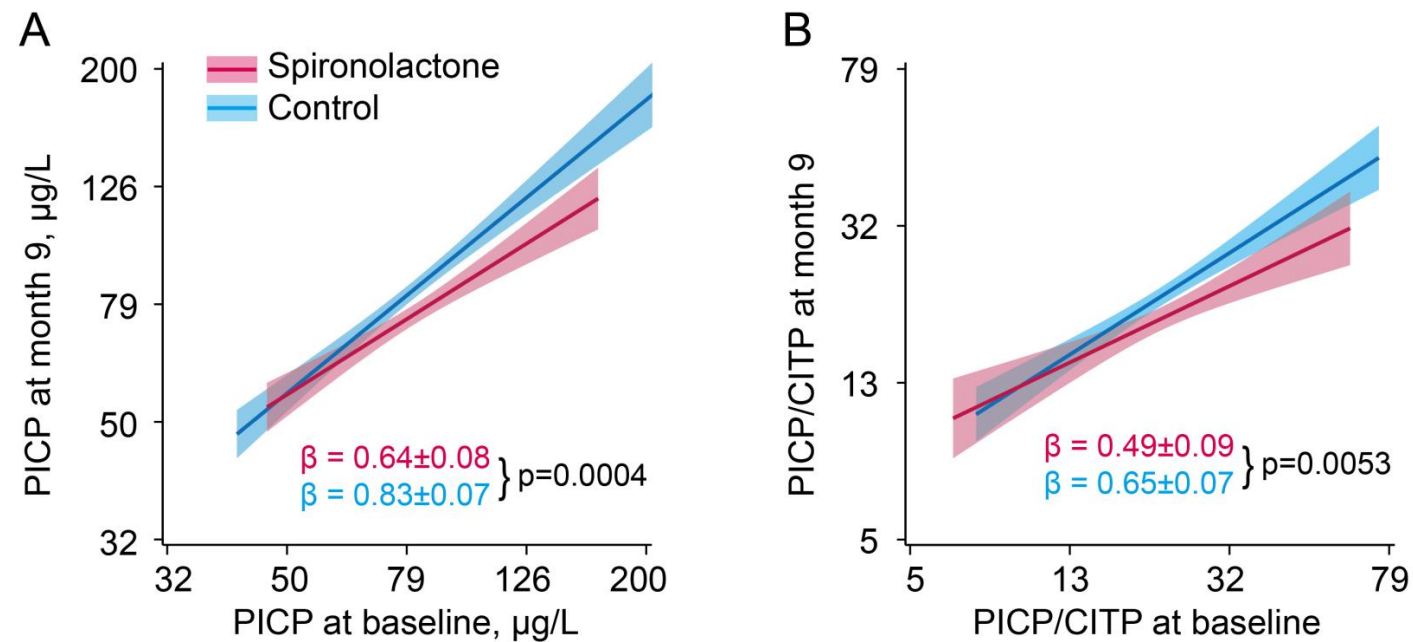 A
Spironolactone
Control
PICP at month 9, µg/L
200
126
79
50
32
β = 0.64±0.08
β = 0.83±0.07
} p=0.0004
32 50 79 126 200
PICP at baseline, µg/L
B
PICP/CITP at month 9
79
32
13
5
β = 0.49±0.09
β = 0.65±0.07
} p=0.0053
5 13 32 79
PICP/CITP at baseline